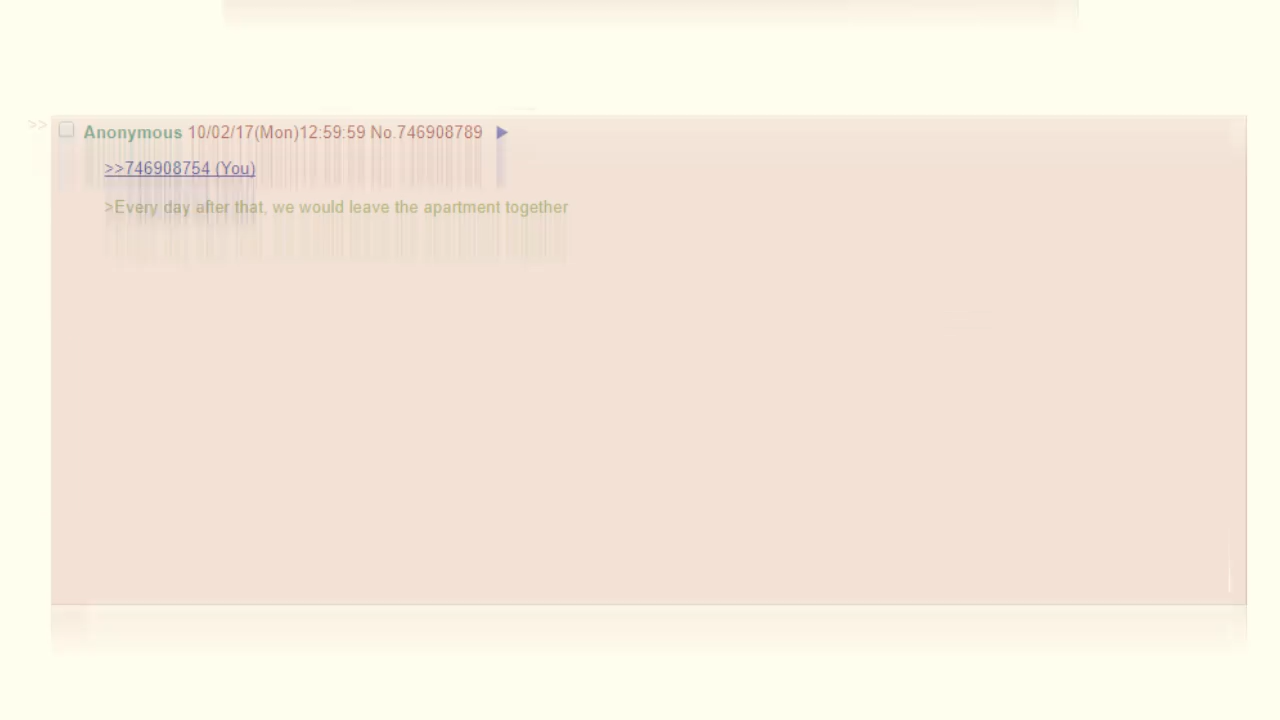 >>
Anonymous 10/02/17(Mon)12:59:59 No.746908789 ▶
>>746908754 (You)
>Every day after that, we would leave the apartment together